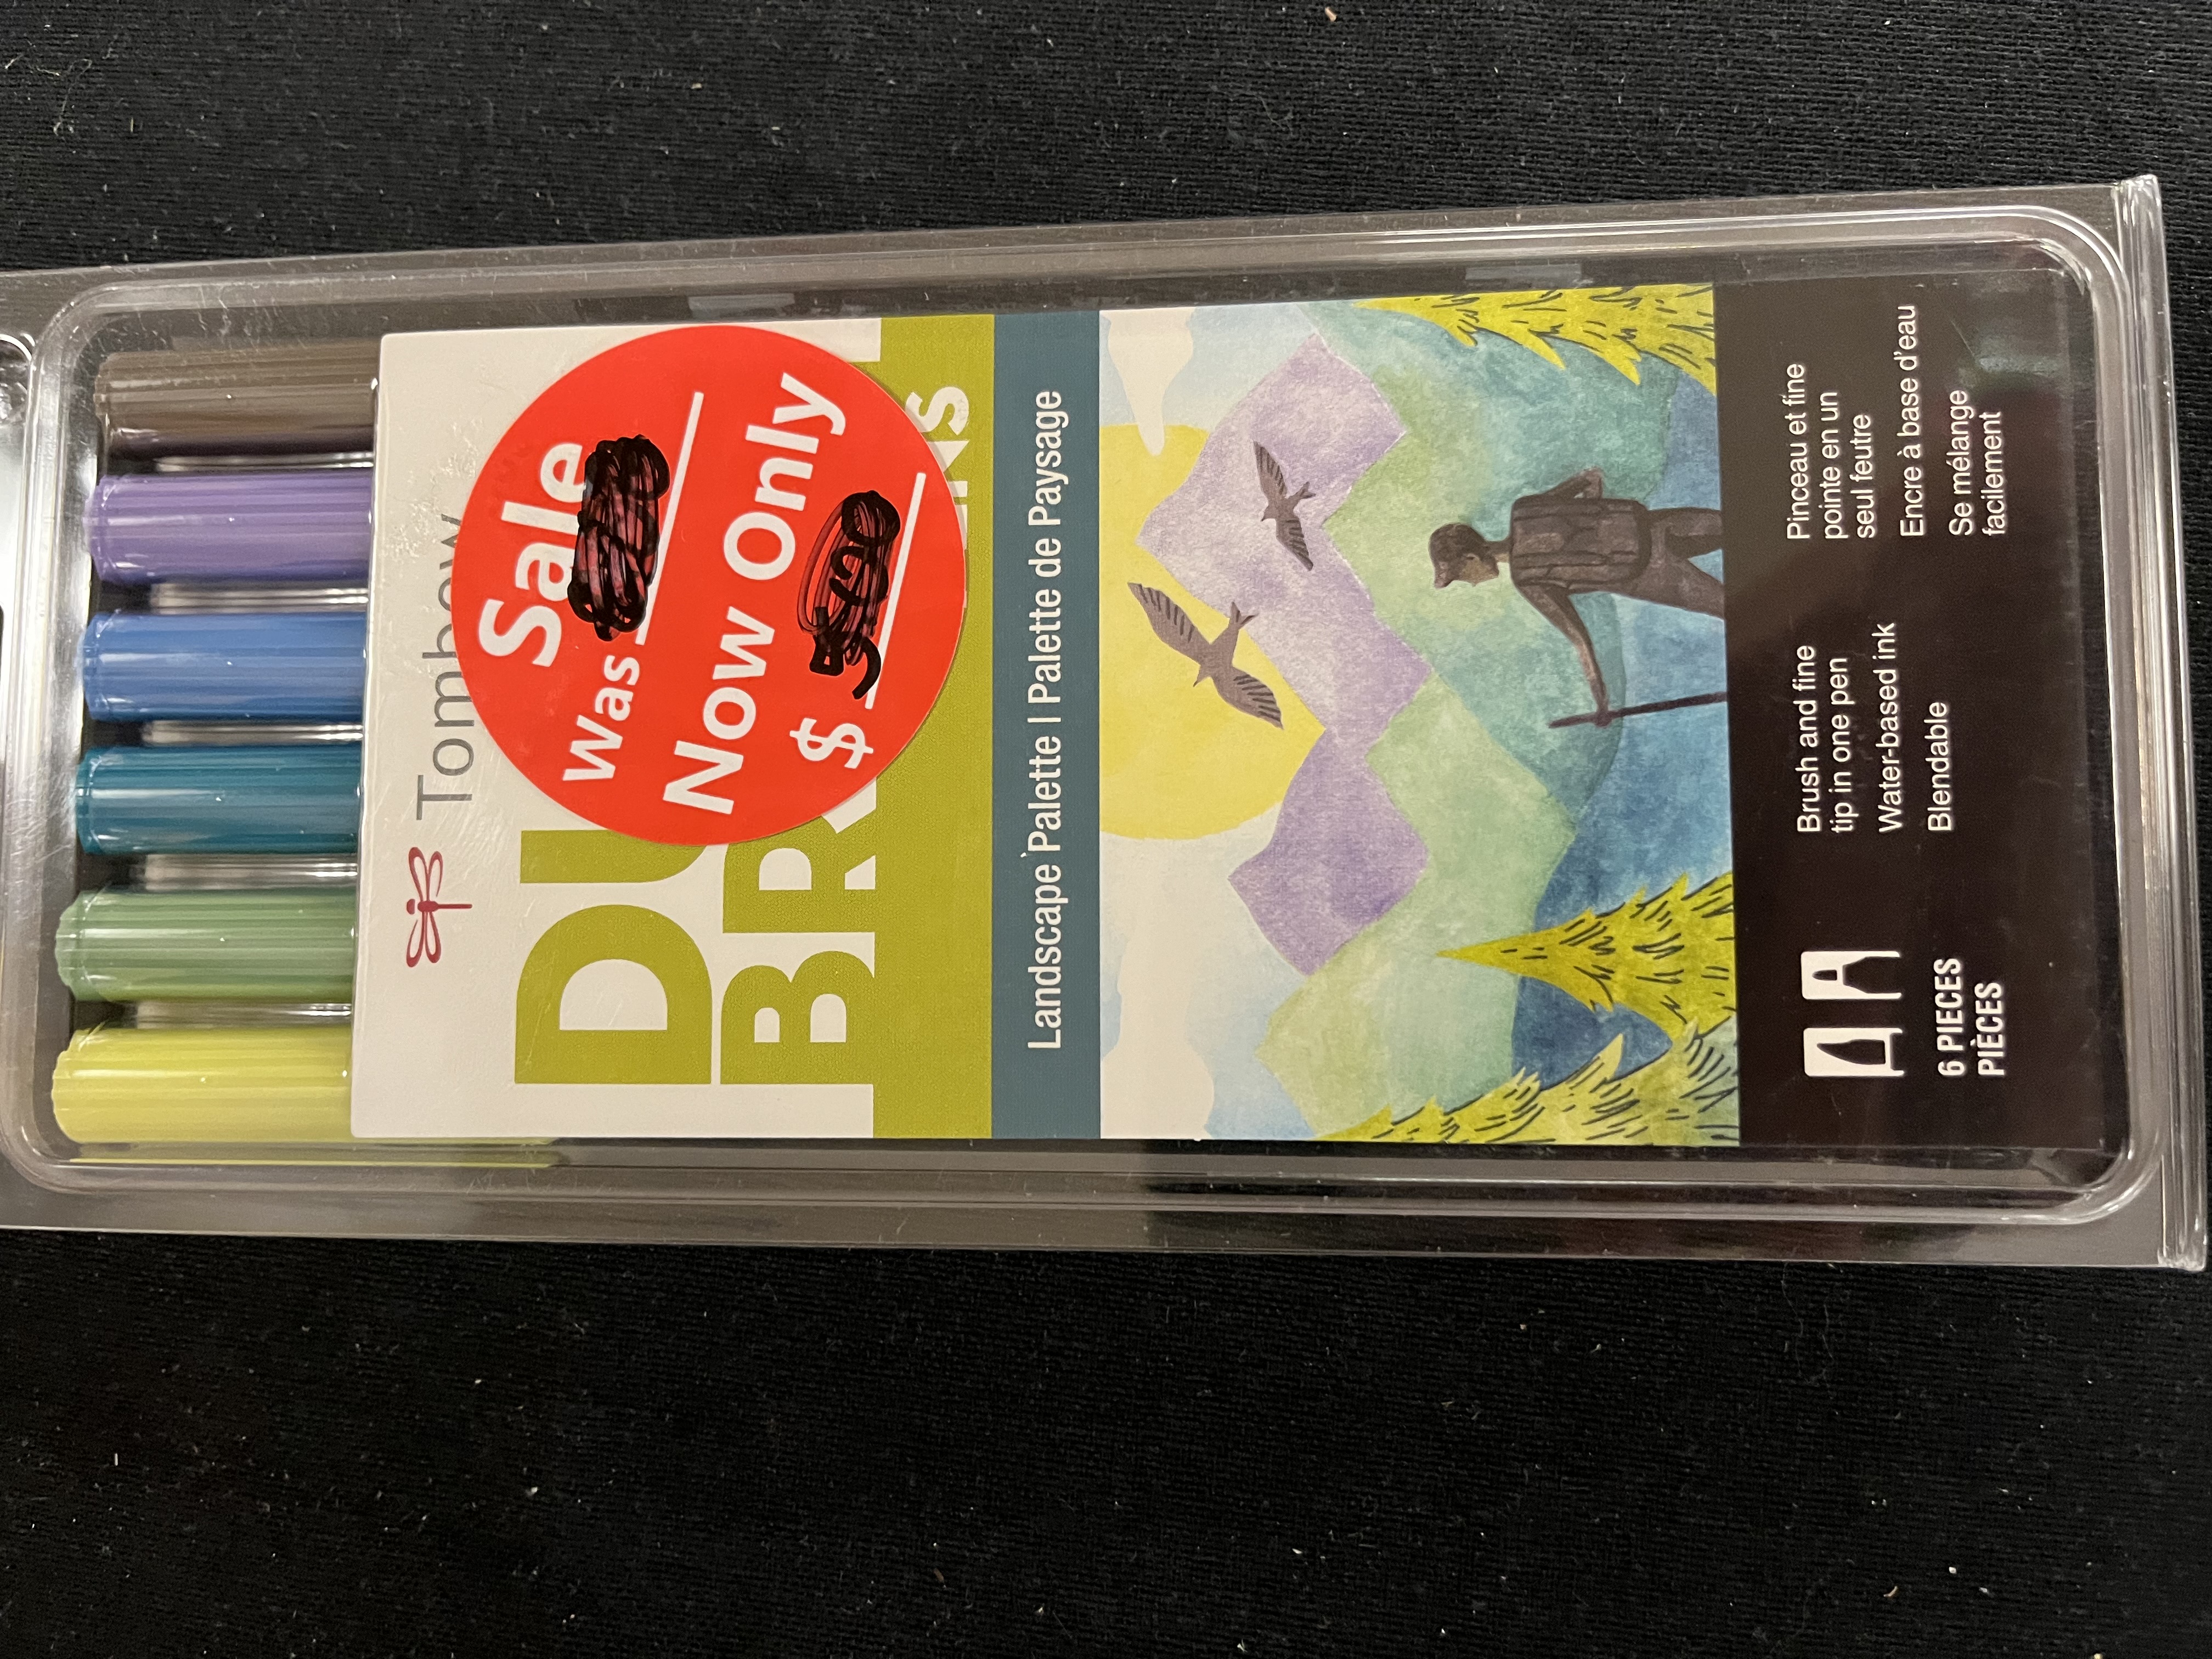 Tombow
Sale
Was
Now Only
$
DU
BR
Landscape Palette | Palette de Paysage
Brush and fine
tip in one pen
Water-based ink
Blendable
Pinceau et fine
pointe en un
seul feutre
Encre à base d'eau
Se mélange
facilement
6 PIECES
PIÈCES